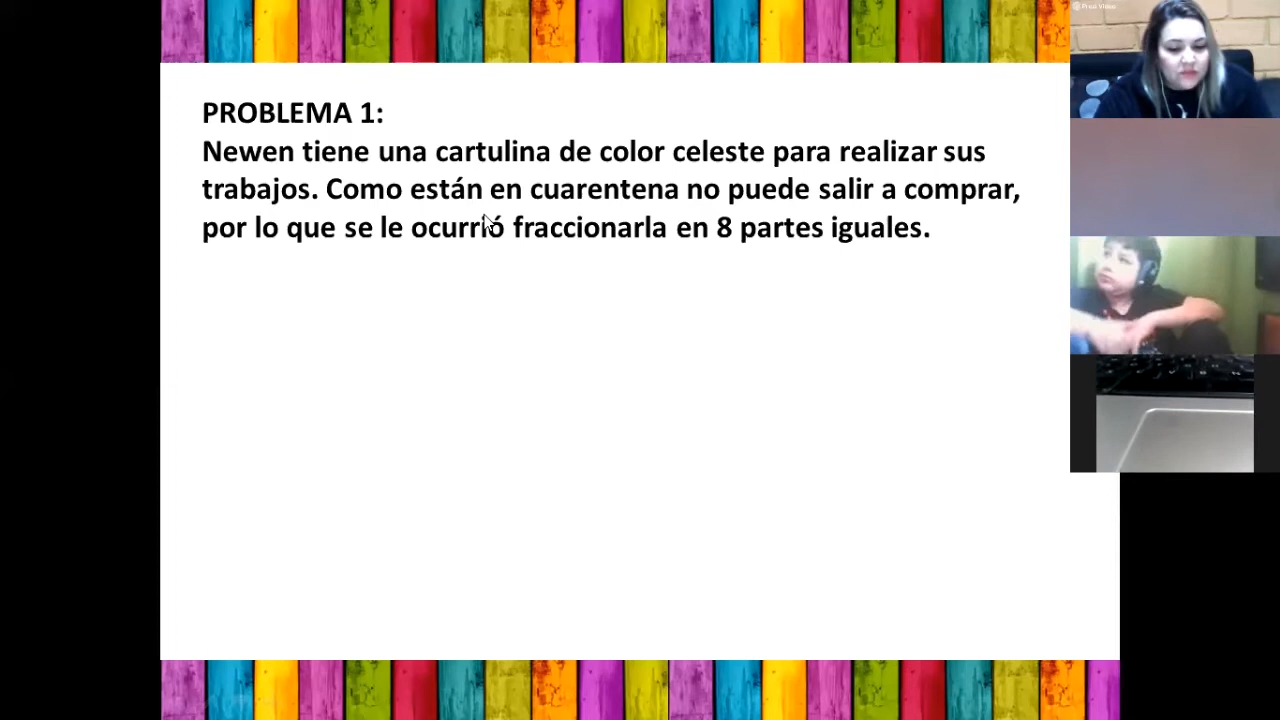 PROBLEMA 1:
Newen tiene una cartulina de color celeste para realizar sus
trabajos. Como están en cuarentena no puede salir a comprar,
por lo que se le ocurrió fraccionarla en 8 partes iguales.